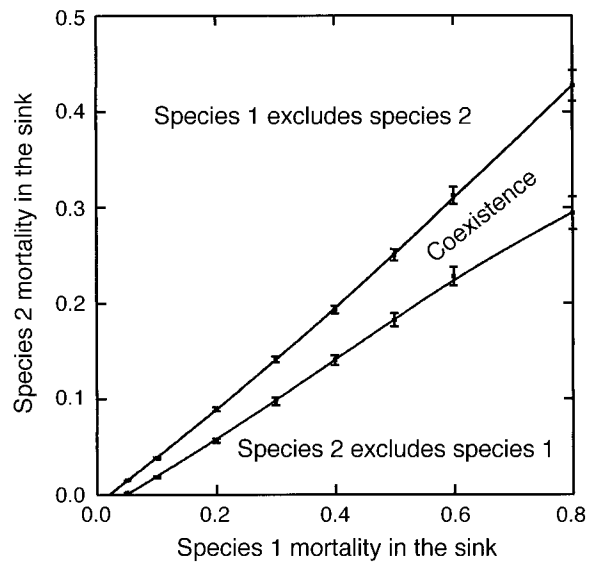 0.5
0.4
0.3
0.2
0.1
0.0
Species 2 mortality in the sink
Species 1 excludes species 2
Coexistence
Species 2 excludes species 1
0.0 0.2 0.4 0.6 0.8
Species 1 mortality in the sink